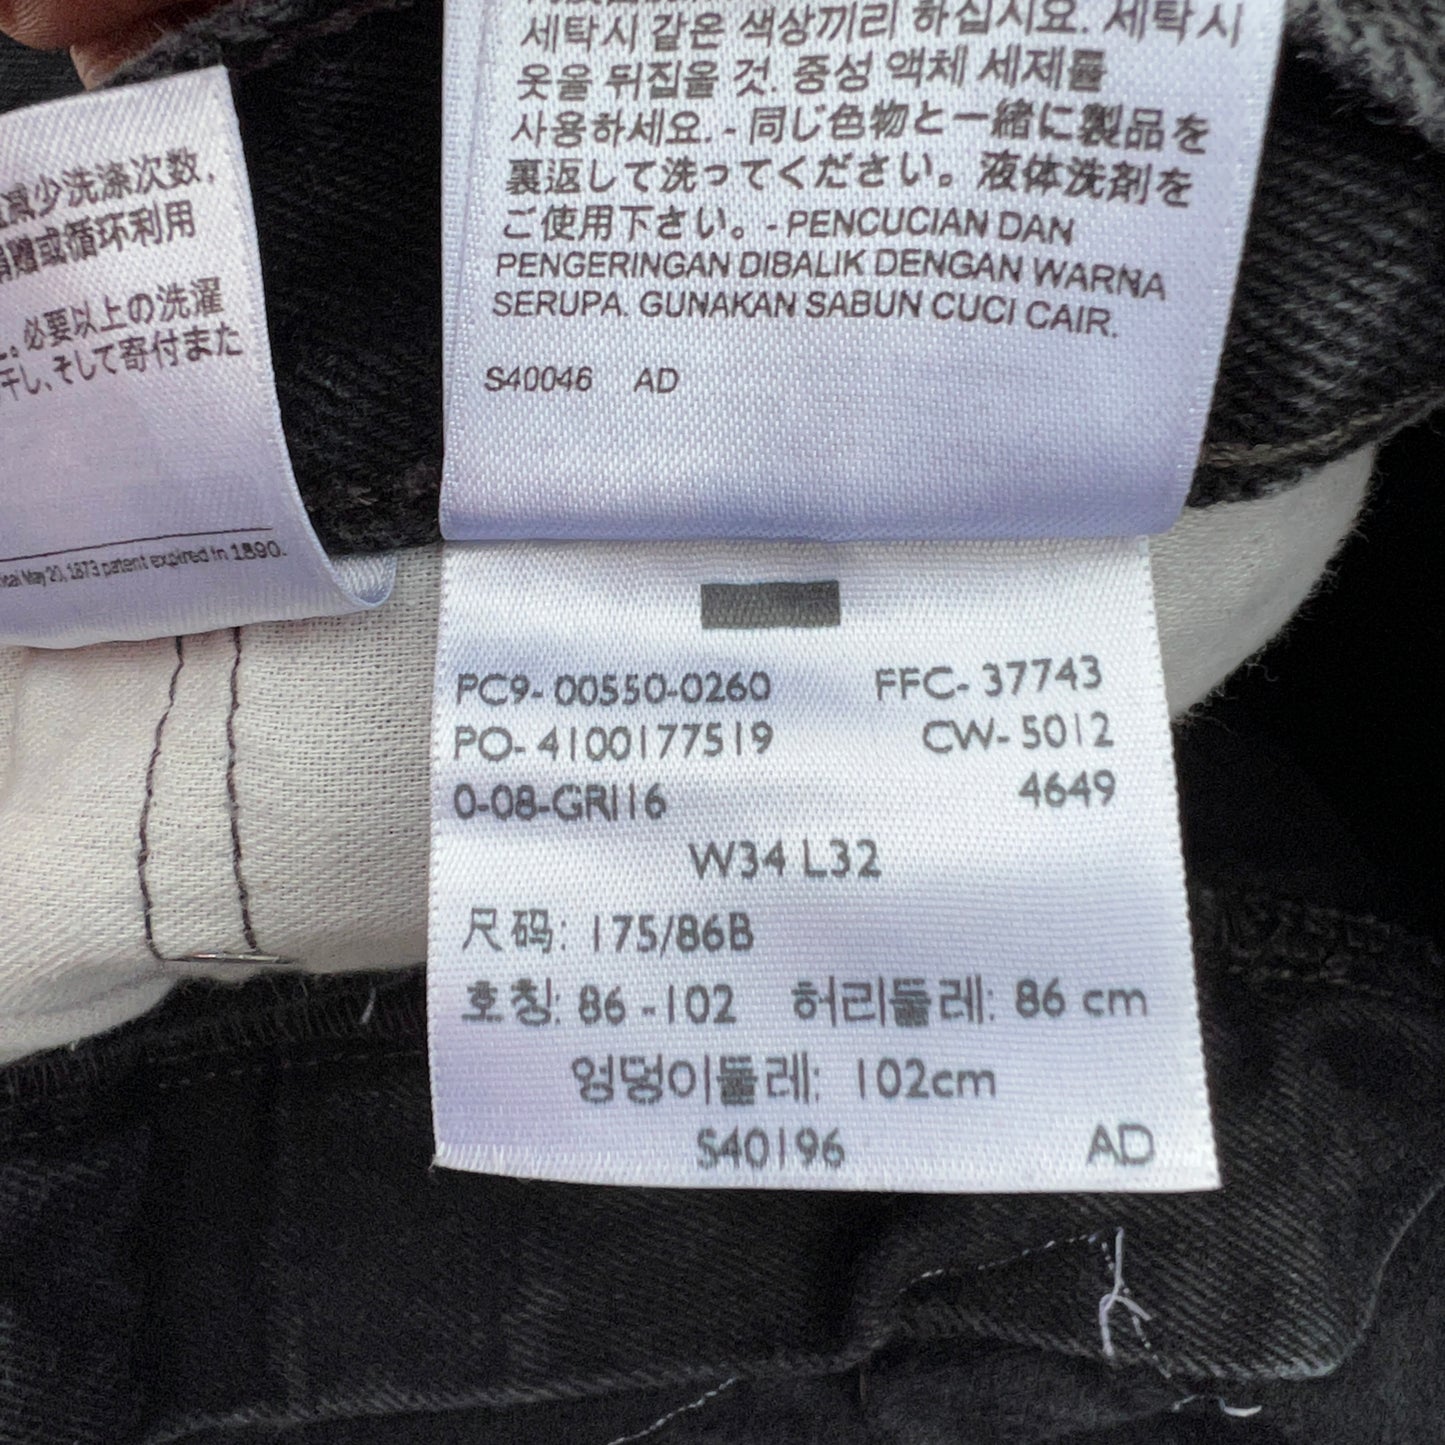 减少洗涤次数,
捐赠或循环利用
必要以上の洗濯
干し、そして寄付また
May 20, 1873 patent expired in 1890.
세탁시 같은 색상끼리 하십시요. 세탁시
옷을 뒤집을 것. 중성 액체 세제를
사용하세요. - 同じ色物と一緒に製品を
裏返して洗ってください。液体洗剤を
ご使用下さい。- PENCUCIAN DAN
PENGERINGAN DIBALIK DENGAN WARNA
SERUPA. GUNAKAN SABUN CUCI CAIR.
S40046 AD
PC9- 00550-0260 FFC- 37743
PO- 4100177519 CW- 5012
0-08-GRI16 4649
W34 L32
尺码: 175/86B
호칭: 86 -102 허리둘레: 86 cm
엉덩이둘레: 102cm
S40196 AD